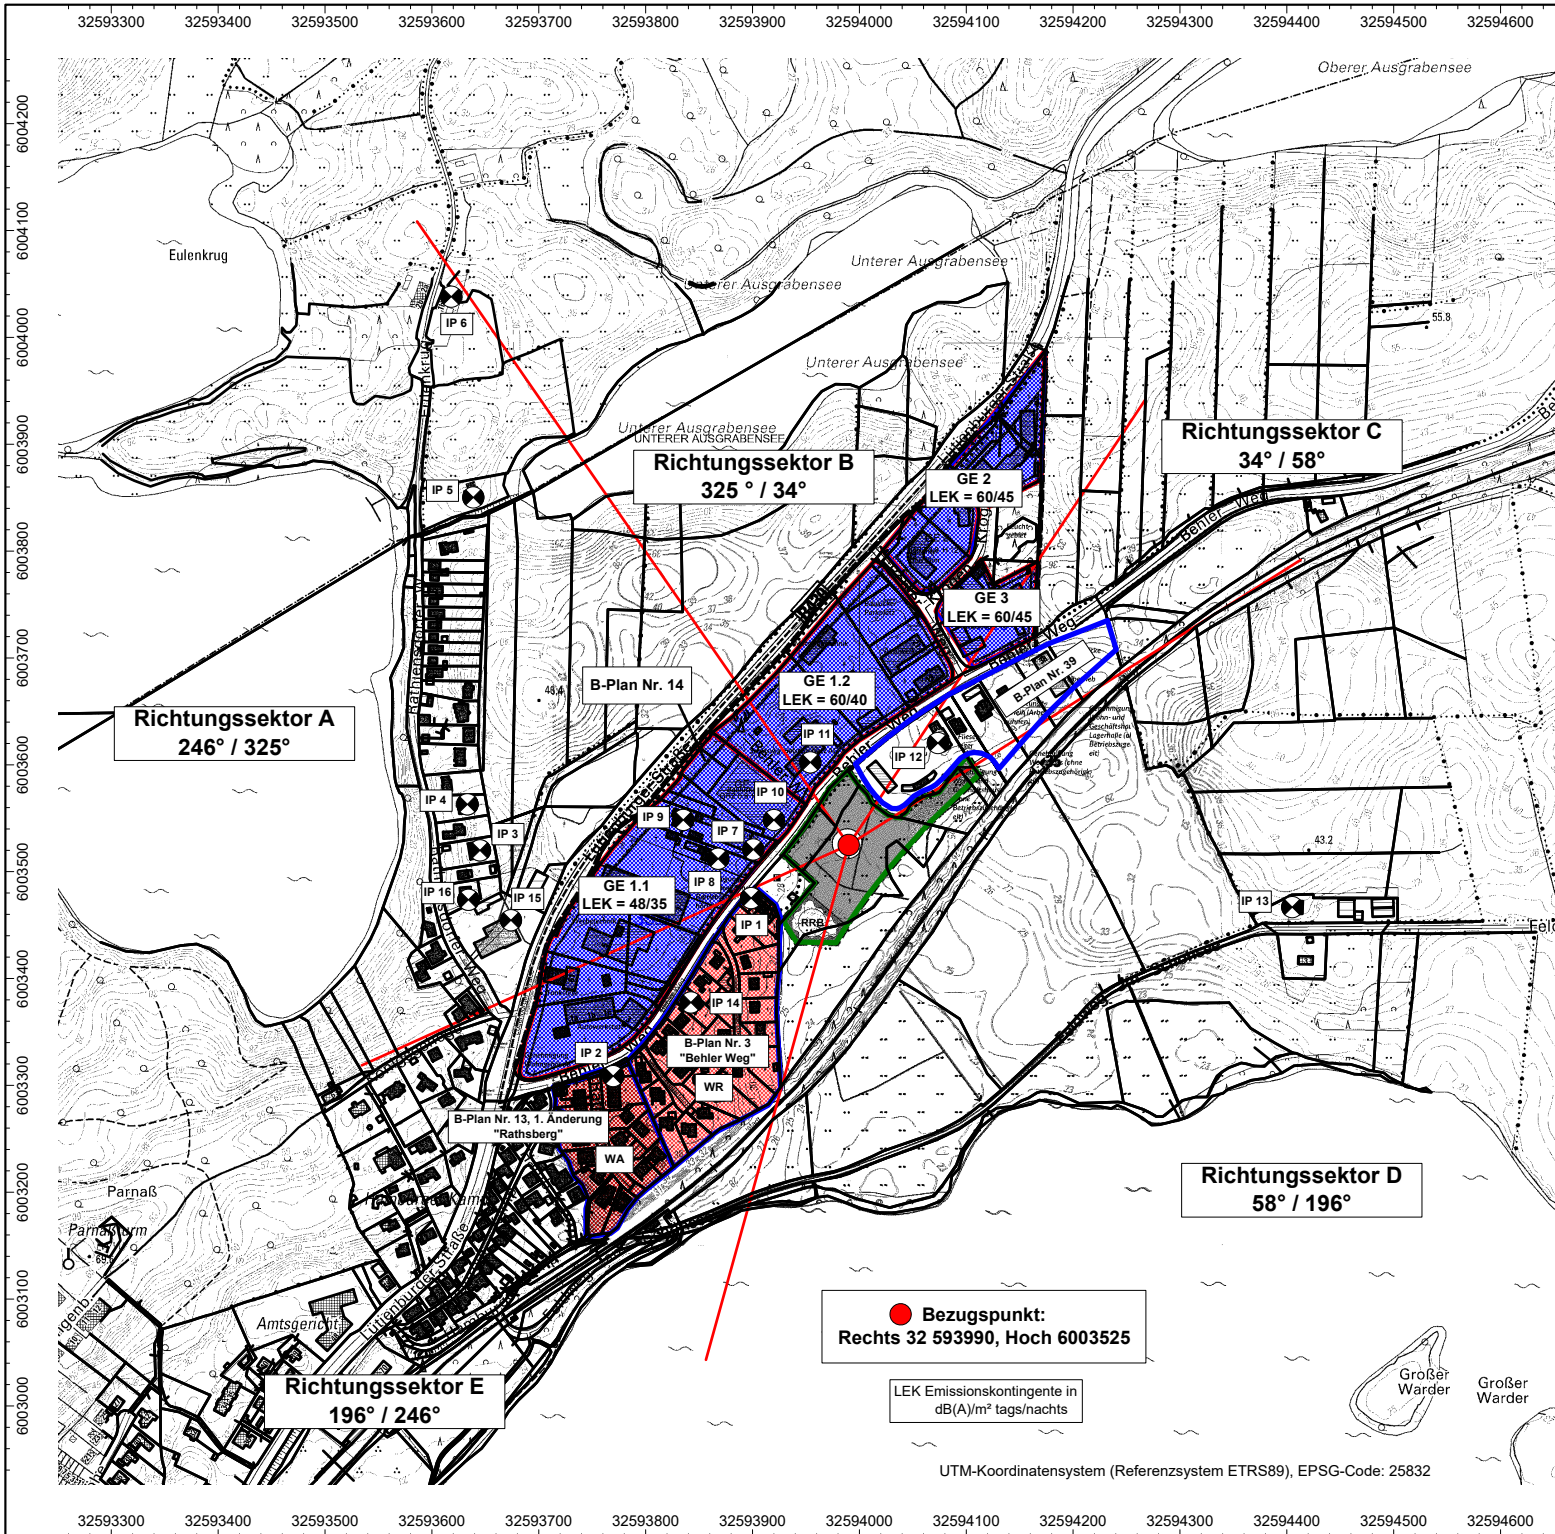 32593300 32593400 32593500 32593600 32593700 32593800 32593900 32594000 32594100 32594200 32594300 32594400 32594500 32594600
6004200
6004100
6004000
6003900
6003800
6003700
6003600
6003500
6003400
6003300
6003200
6003100
6003000
Oberer Ausgrabensee
Eulenkrug
Unterer Ausgrabensee
Unterer Ausgrabensee
IP 6
55.8
Unterer Ausgrabensee
Unterer Ausgrabensee
UNTERER AUSGRABENSEE
Richtungssektor C
34° / 58°
Richtungssektor B
325 ° / 34°
GE 2
LEK = 60/45
IP 5
Behler Weg
GE 3
LEK = 60/45
Behler Weg
B-Plan Nr. 39
B-Plan Nr. 14
48.4
GE 1.2
LEK = 60/40
Richtungssektor A
246° / 325°
IP 11
IP 12
Behler Weg
IP 4
IP 10
IP 9
IP 7
IP 3
43.2
IP 8
IP 16
IP 15
GE 1.1
LEK = 48/35
IP 13
IP 1
RRB
IP 14
IP 2
B-Plan Nr. 3
"Behler Weg"
WR
B-Plan Nr. 13, 1. Änderung
"Rathsberg"
WA
Parnaß
Parnaßturm
Richtungssektor D
58° / 196°
Lütjenburger Straße
Amtsgericht
Bezugspunkt:
Rechts 32 593990, Hoch 6003525
Richtungssektor E
196° / 246°
LEK Emissionskontingente in
dB(A)/m² tags/nachts
Großer
Warder
Großer
Warder
UTM-Koordinatensystem (Referenzsystem ETRS89), EPSG-Code: 25832
32593300 32593400 32593500 32593600 32593700 32593800 32593900 32594000 32594100 32594200 32594300 32594400 32594500 32594600